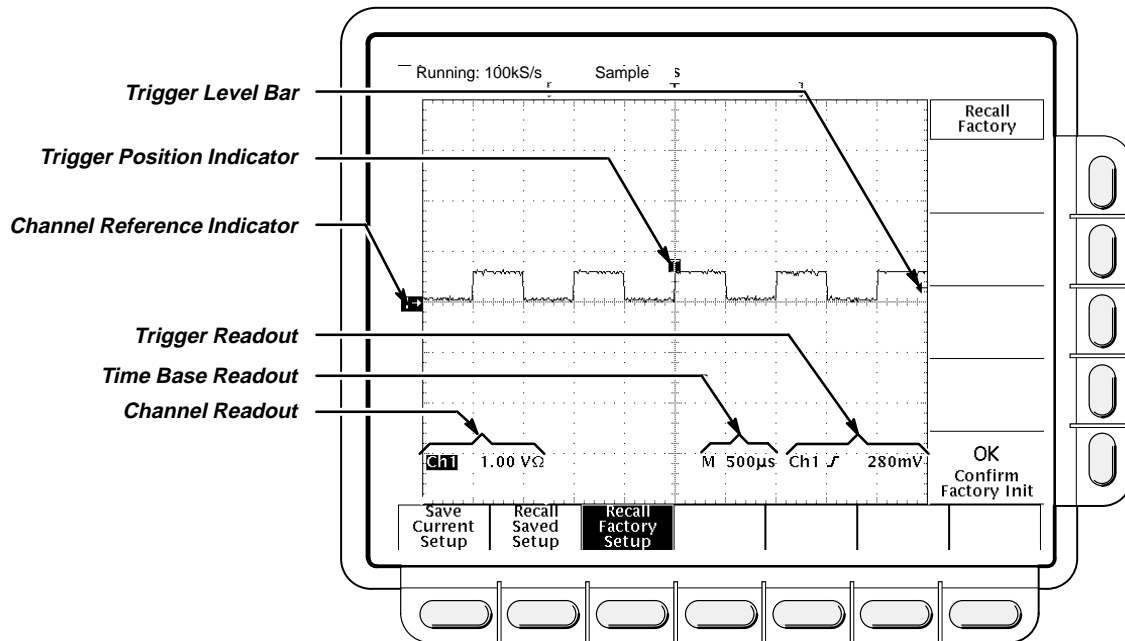 Running: 100kS/s Sample
Trigger Level Bar
Recall
Factory
Trigger Position Indicator
Channel Reference Indicator
Trigger Readout
Time Base Readout
Channel Readout
Ch1 1.00 VΩ M 500µs Ch1 280mV
OK
Confirm
Factory Init
Save
Current
Setup
Recall
Saved
Setup
Recall
Factory
Setup